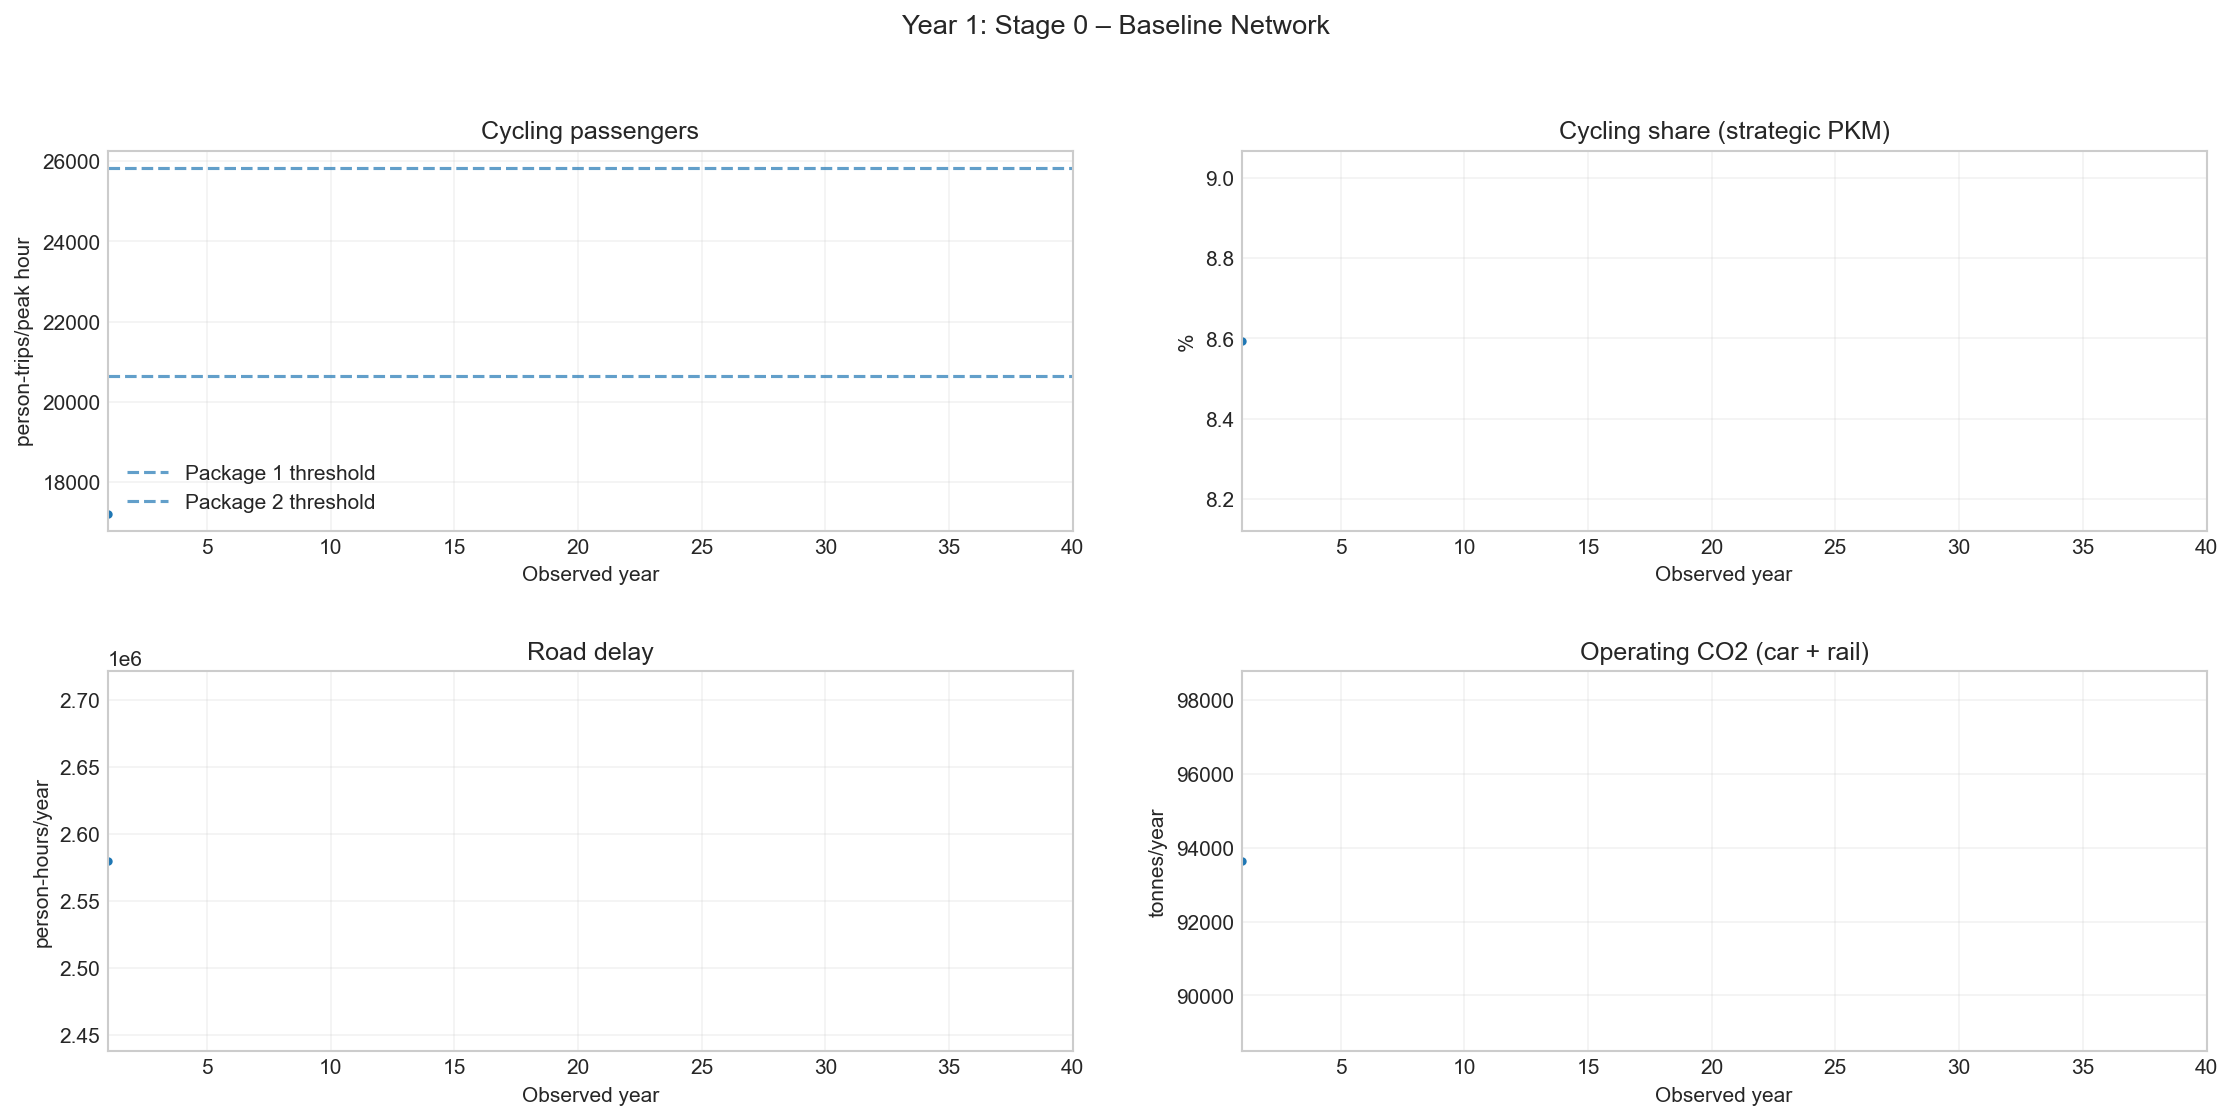 Year 1: Stage 0 – Baseline Network
Cycling passengers
person-trips/peak hour
26000
24000
22000
20000
18000
Package 1 threshold
Package 2 threshold
5 10 15 20 25 30 35 40
Observed year
Cycling share (strategic PKM)
%
9.0
8.8
8.6
8.4
8.2
5 10 15 20 25 30 35 40
Observed year
Road delay
1e6
person-hours/year
2.70
2.65
2.60
2.55
2.50
2.45
5 10 15 20 25 30 35 40
Observed year
Operating CO2 (car + rail)
tonnes/year
98000
96000
94000
92000
90000
5 10 15 20 25 30 35 40
Observed year